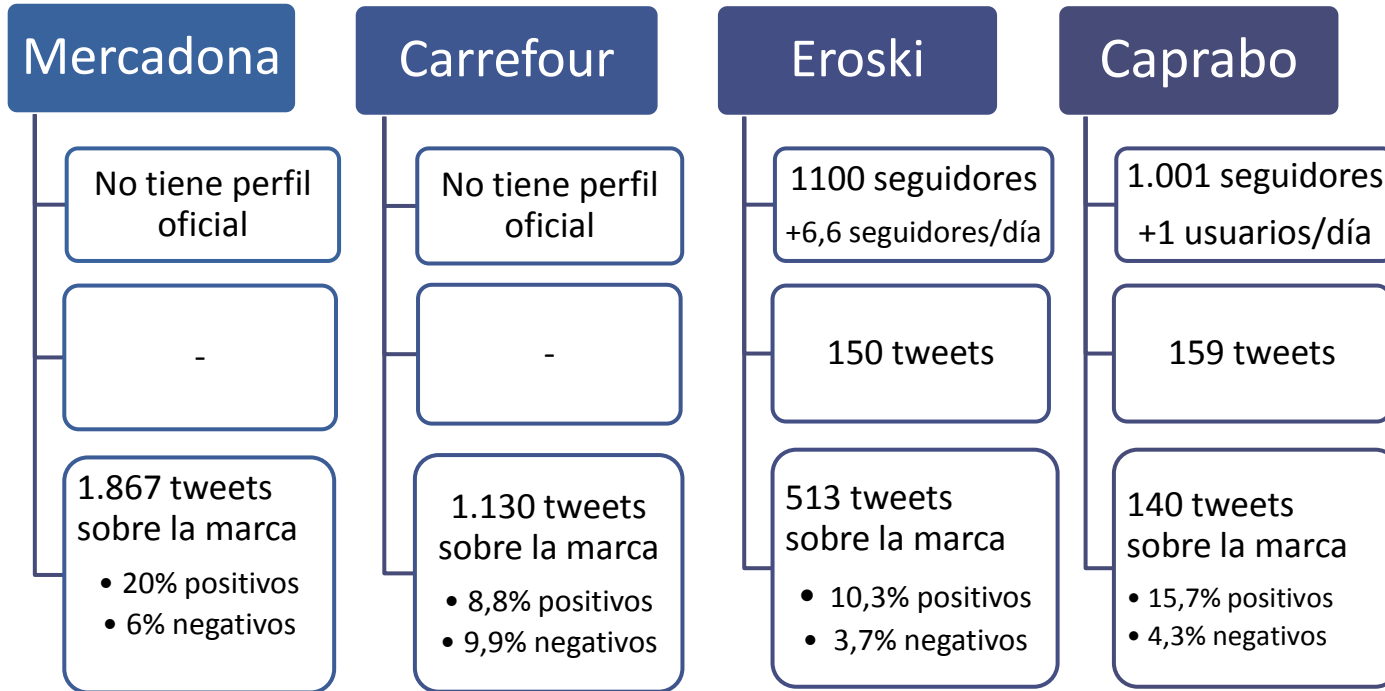 Mercadona
No tiene perfil
oficial
-
1.867 tweets
sobre la marca
• 20% positivos
• 6% negativos
Carrefour
No tiene perfil
oficial
-
1.130 tweets
sobre la marca
• 8,8% positivos
• 9,9% negativos
Eroski
1100 seguidores
+6,6 seguidores/día
150 tweets
513 tweets
sobre la marca
• 10,3% positivos
• 3,7% negativos
Caprabo
1.001 seguidores
+1 usuarios/día
159 tweets
140 tweets
sobre la marca
• 15,7% positivos
• 4,3% negativos